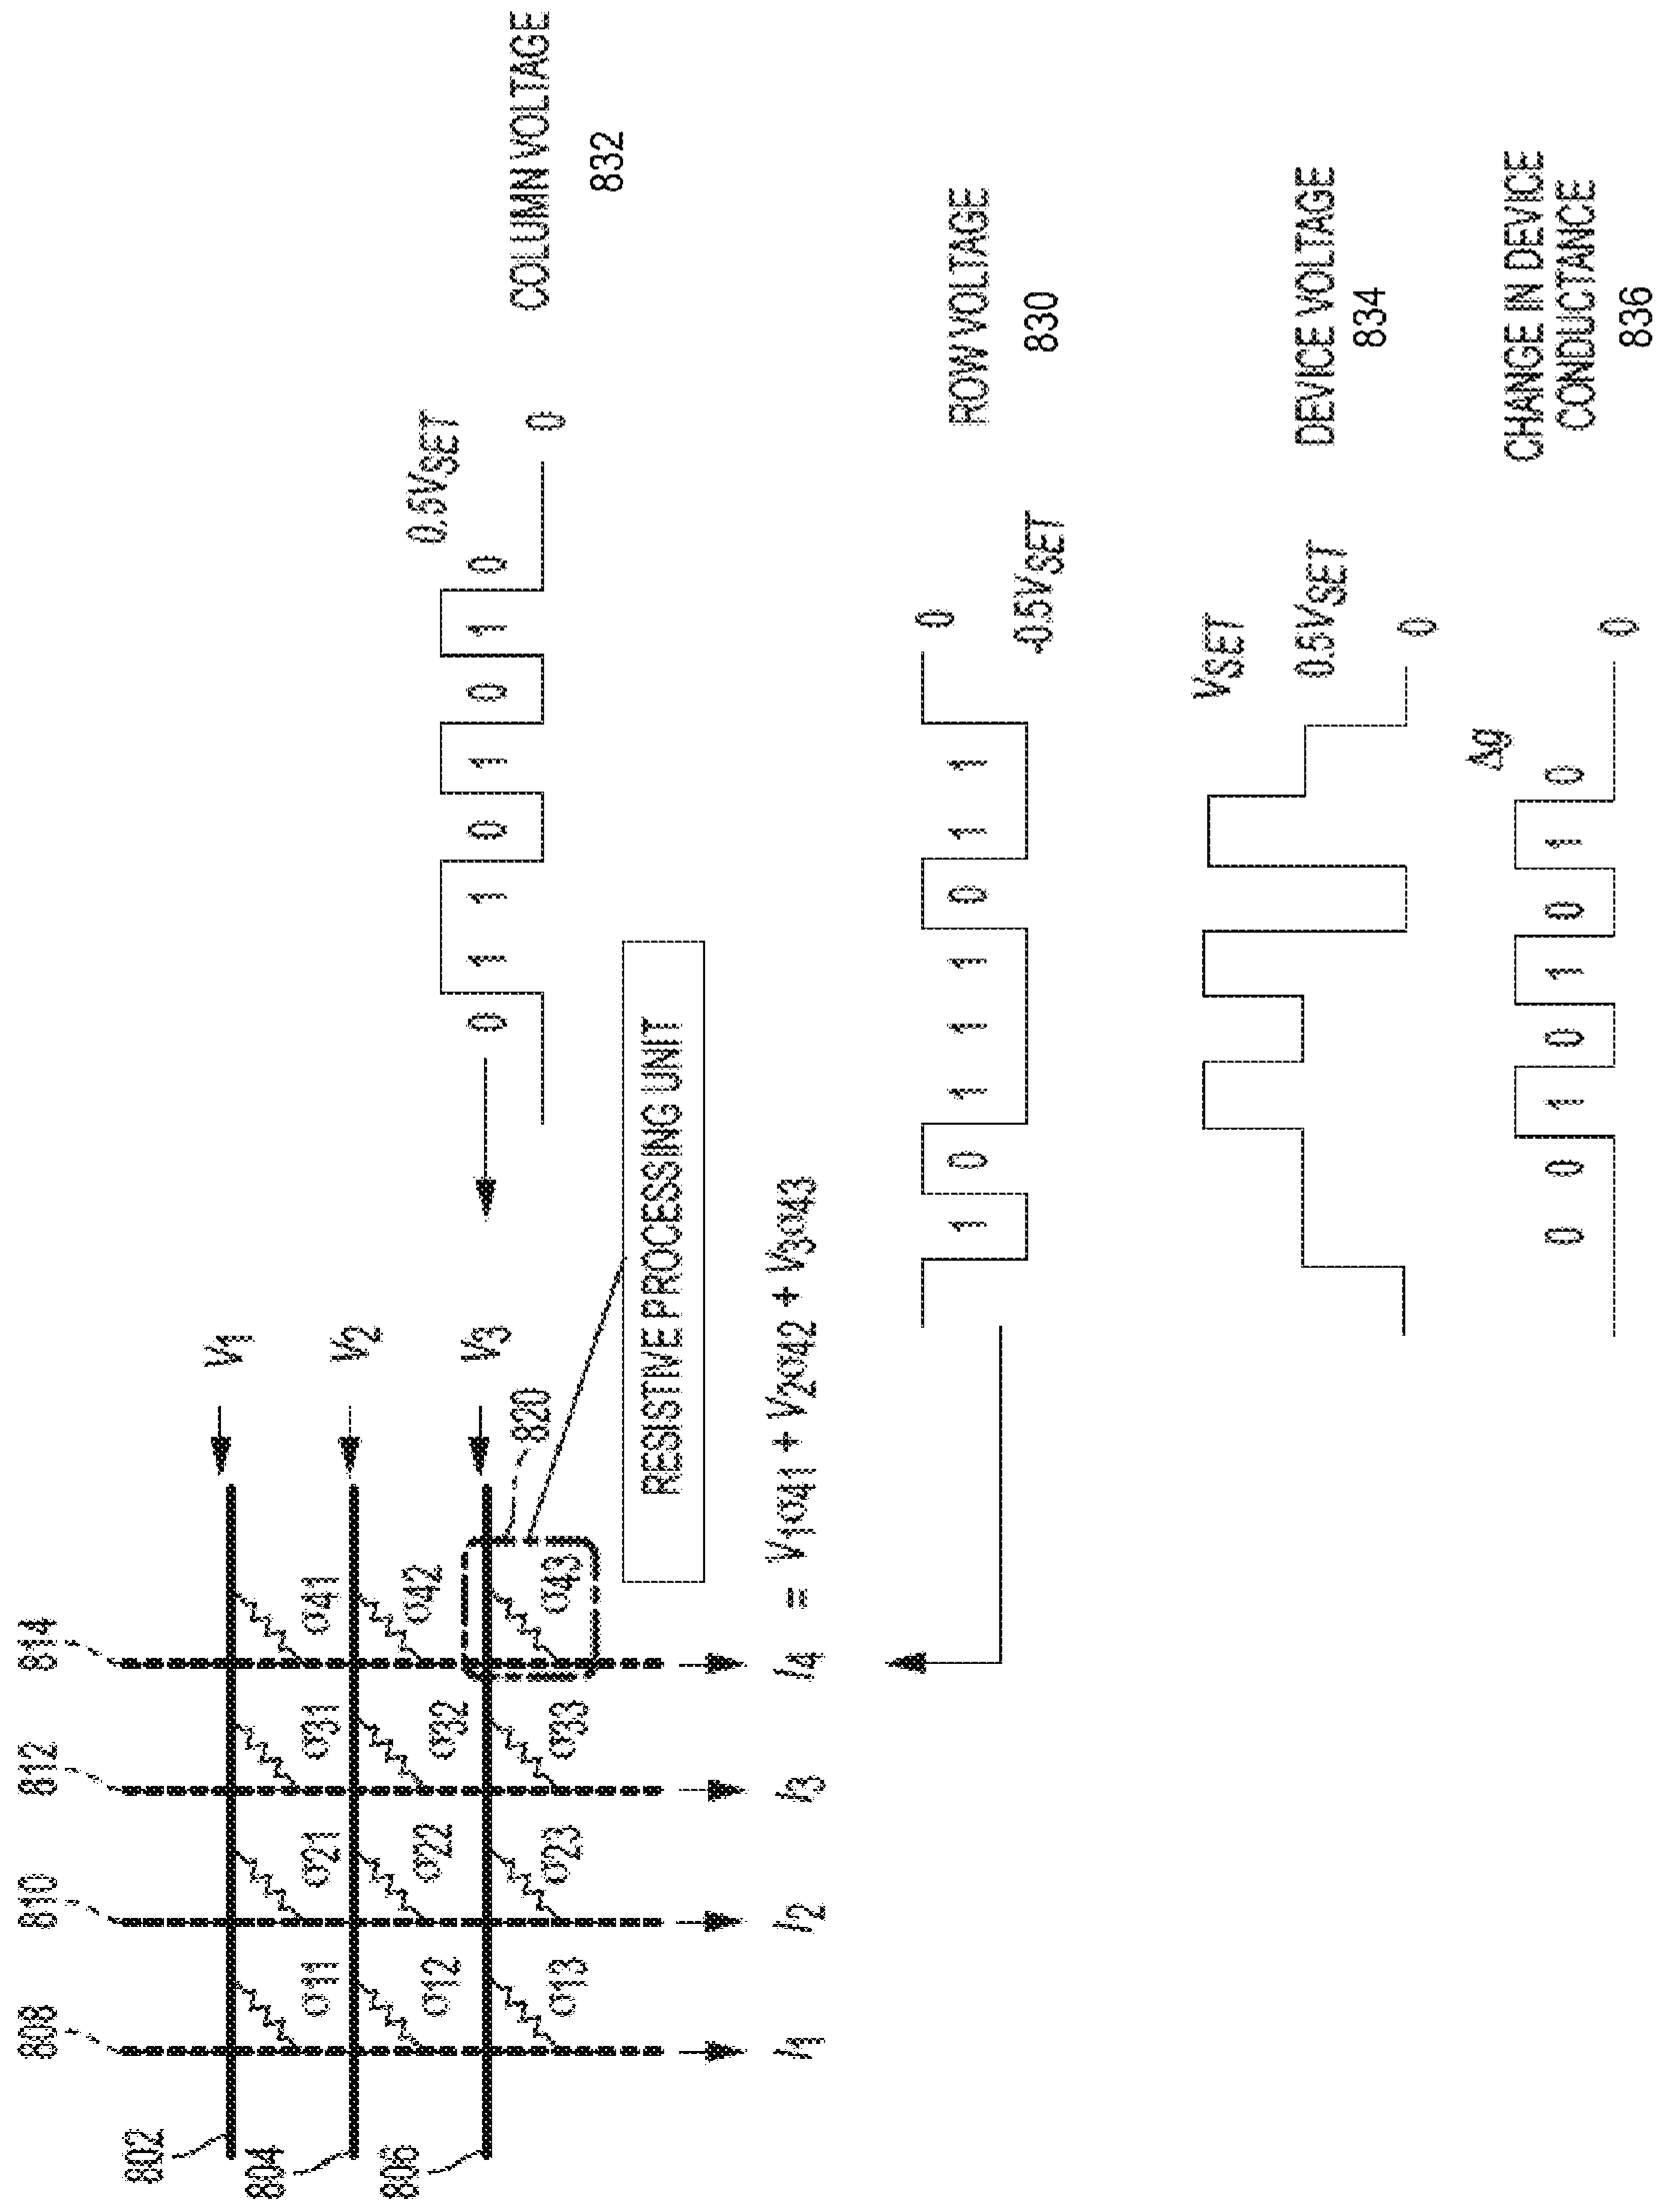 808 810 812 814
802
V1
804
σ11 σ21 σ31 σ41
V2
806
σ12 σ22 σ32 σ42
0.5VSET
V3
0 1 1 0 1 0 1 0
0
COLUMN VOLTAGE
832
820
σ13 σ23 σ33 σ43
RESISTIVE PROCESSING UNIT
I1 I2 I3 I4 = V1σ41 + V2σ42 + V3σ43
0
1 0 1 1 1 0 1 1
-0.5VSET
ROW VOLTAGE
830
VSET
0.5VSET
0
DEVICE VOLTAGE
834
Δg
0 0 1 0 1 0 1 0
0
CHANGE IN DEVICE
CONDUCTANCE
836